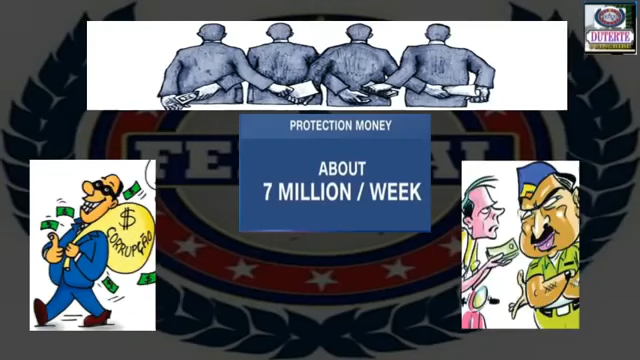 DUTERTE
PROTECTION MONEY
ABOUT
7 MILLION / WEEK
$
CORRUPÇÃO